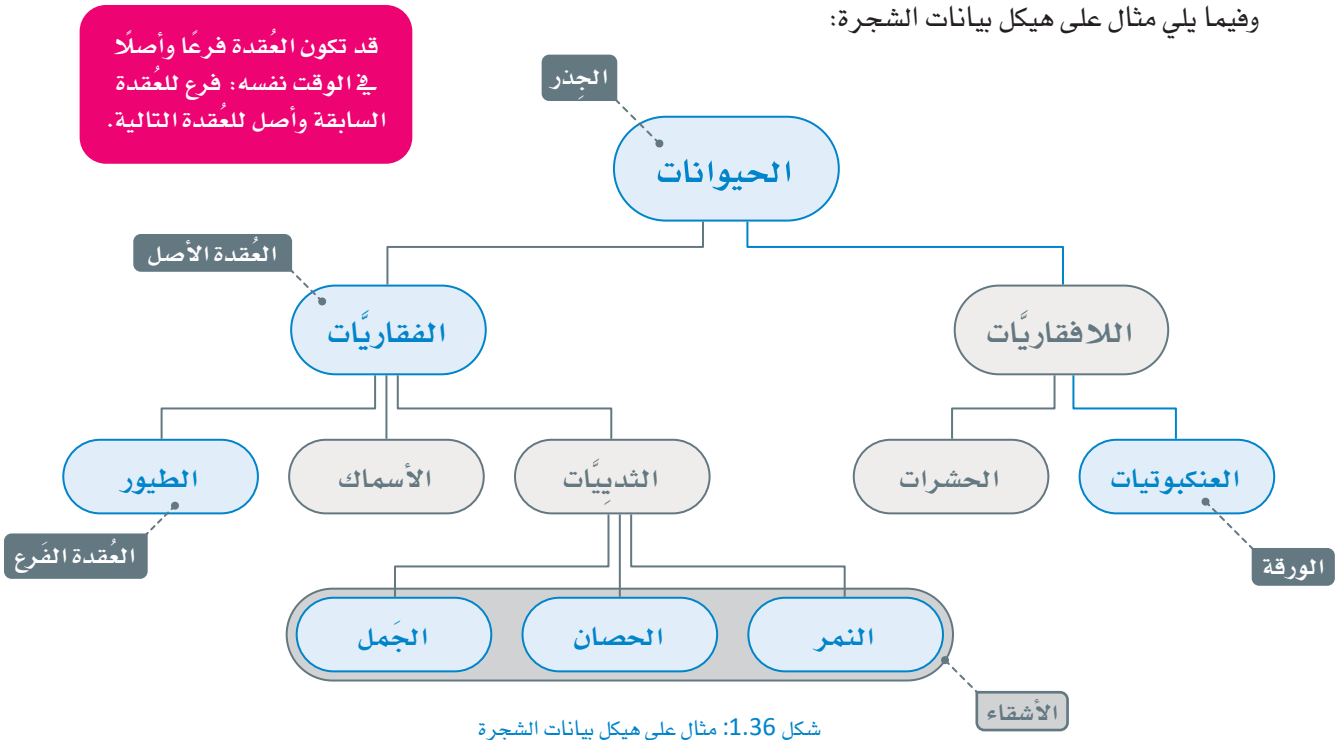 وفيما يلي مثال على هيكل بيانات الشجرة:
قد تكون العُقدة فرعًا وأصلًا
في الوقت نفسه: فرع للعُقدة
السابقة وأصل للعُقدة التالية.
الجِذر
الحيوانات
العُقدة الأصل
اللافقاريَّات
الفقاريَّات
العنكبوتيات
الحشرات
الثدييَّات
الأسماك
الطيور
الورقة
العُقدة الفَرع
النمر
الحصان
الجَمل
الأشقاء
شكل 1.36: مثال على هيكل بيانات الشجرة